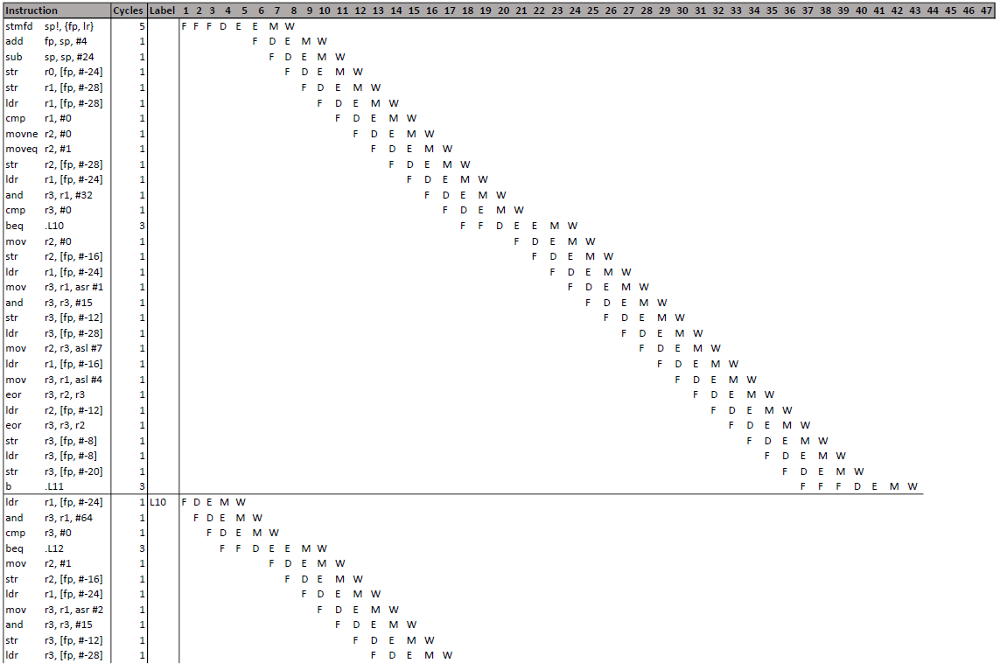 Instruction Cycles Label 1 2 3 4 5 6 7 8 9 10 11 12 13 14 15 16 17 18 19 20 21 22 23 24 25 26 27 28 29 30 31 32 33 34 35 36 37 38 39 40 41 42 43 44 45 46 47
stmfd sp!, {fp, lr} 5 F F F D E E M W
add fp, sp, #4 1 F D E M W
sub sp, sp, #24 1 F D E M W
str r0, [fp, #-24] 1 F D E M W
str r1, [fp, #-28] 1 F D E M W
ldr r1, [fp, #-28] 1 F D E M W
cmp r1, #0 1 F D E M W
movne r2, #0 1 F D E M W
moveq r2, #1 1 F D E M W
str r2, [fp, #-28] 1 F D E M W
ldr r1, [fp, #-24] 1 F D E M W
and r3, r1, #32 1 F D E M W
cmp r3, #0 1 F D E M W
beq .L10 3 F F D E E M W
mov r2, #0 1 F D E M W
str r2, [fp, #-16] 1 F D E M W
ldr r1, [fp, #-24] 1 F D E M W
mov r3, r1, asr #1 1 F D E M W
and r3, r3, #15 1 F D E M W
str r3, [fp, #-12] 1 F D E M W
ldr r3, [fp, #-28] 1 F D E M W
mov r2, r3, asl #7 1 F D E M W
ldr r1, [fp, #-16] 1 F D E M W
mov r3, r1, asl #4 1 F D E M W
eor r3, r2, r3 1 F D E M W
ldr r2, [fp, #-12] 1 F D E M W
eor r3, r3, r2 1 F D E M W
str r3, [fp, #-8] 1 F D E M W
ldr r3, [fp, #-8] 1 F D E M W
str r3, [fp, #-20] 1 F D E M W
b .L11 3 F F F D E M W
ldr r1, [fp, #-24] 1 L10 F D E M W
and r3, r1, #64 1 F D E M W
cmp r3, #0 1 F D E M W
beq .L12 3 F F D E E M W
mov r2, #1 1 F D E M W
str r2, [fp, #-16] 1 F D E M W
ldr r1, [fp, #-24] 1 F D E M W
mov r3, r1, asr #2 1 F D E M W
and r3, r3, #15 1 F D E M W
str r3, [fp, #-12] 1 F D E M W
ldr r3, [fp, #-28] 1 F D E M W